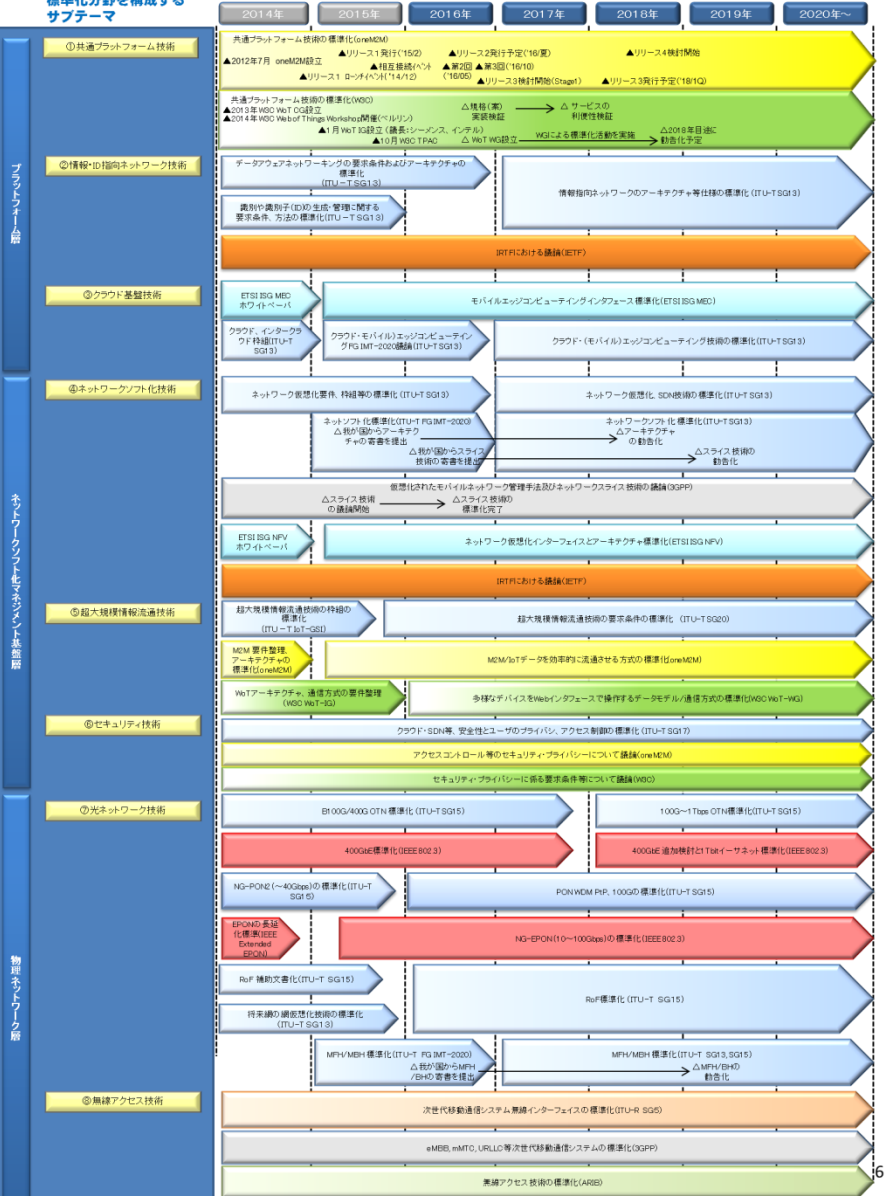 標準化分野を構成する
サブテーマ
2014年
2015年
2016年
2017年
2018年
2019年
2020年～
プラットフォーム層
①共通プラットフォーム技術
共通プラットフォーム技術の標準化(oneM2M)
▲リリース1発行('15/2)
▲リリース2発行予定('16/夏)
▲リリース4検討開始
▲2012年7月 oneM2M設立
▲相互接続イベント
▲第2回
▲第3回('16/10)
▲リリース1 ローンチイベント('14/12)
('16/05)
▲リリース3検討開始(Stage1)
▲リリース3発行予定('18/1Q)
共通プラットフォーム技術の標準化(W3C)
▲2013年W3C WoT CG設立
△規格(案)
実装検証
△ サービスの
利便性検証
▲2014年W3C Web of Things Workshop開催(ベルリン)
▲1月 WoT IG設立 (議長:シーメンス、インテル)
▲10月 W3C TPAC
△ WoT WG設立
WGによる標準化活動を実施
△2018年目途に
勧告化予定
②情報・ID指向ネットワーク技術
データアウェアネットワーキングの要求条件およびアーキテクチャの
標準化
(ITU-T SG13)
情報指向ネットワークのアーキテクチャ等仕様の標準化 (ITU-T SG13)
識別や識別子(ID)の生成・管理に関する
要求条件、方法の標準化(ITU-T SG13)
IRTFにおける議論(IETF)
③クラウド基盤技術
ETSI ISG MEC
ホワイトペーパ
モバイルエッジコンピューティングインタフェース標準化(ETSI ISG MEC)
クラウド、インタークラ
ウド枠組(ITU-T
SG13)
クラウド・モバイル)エッジコンピューティン
グFG IMT-2020議論(ITU-T SG13)
クラウド・(モバイル)エッジコンピューティング技術の標準化(ITU-T SG13)
ネットワークソフト化マネジメント基盤層
④ネットワークソフト化技術
ネットワーク仮想化要件、枠組等の標準化 (ITU-T SG13)
ネットワーク仮想化、SDN技術の標準化(ITU-T SG13)
ネットソフト化標準化(ITU-T FG IMT-2020)
△我が国からアーキテク
チャの寄書を提出
△我が国からスライス
技術の寄書を提出
ネットワークソフト化 標準化(ITU-T SG13)
△アーキテクチャ
の勧告化
△スライス技術の
勧告化
仮想化されたモバイルネットワーク管理手法及びネットワークスライス技術の議論(3GPP)
△スライス技術
の議論開始
△スライス技術の
標準化完了
ETSI ISG NFV
ホワイトペーパ
ネットワーク仮想化インターフェイスとアーキテクチャ標準化(ETSI ISG NFV)
IRTFにおける議論(IETF)
⑤超大規模情報流通技術
超大規模情報流通技術の枠組の
標準化
(ITU-T IoT-GSI)
超大規模情報流通技術の要求条件の標準化 (ITU-T SG20)
M2M 要件整理、
アーキテクチャの
標準化(oneM2M)
M2M/IoTデータを効率的に流通させる方式の標準化(oneM2M)
WoTアーキテクチャ、通信方式の要件整理
(W3C WoT-IG)
多様なデバイスをWebインタフェースで操作するデータモデル/通信方式の標準化(W3C WoT-WG)
⑥セキュリティ技術
クラウド・SDN等、安全性とユーザのプライバシ、アクセス制御の標準化 (ITU-T SG17)
アクセスコントロール等のセキュリティ・プライバシーについて議論(oneM2M)
セキュリティ・プライバシーに係る要求条件等について議論(W3C)
物理ネットワーク層
⑦光ネットワーク技術
B100G/400G OTN 標準化 (ITU-T SG15)
100G～1Tbps OTN標準化(ITU-T SG15)
400GbE標準化(IEEE 802.3)
400GbE 追加検討と1Tbitイーサネット標準化(IEEE 802.3)
NG-PON2 (～40Gbps)の標準化(ITU-T
SG15)
PON WDM PtP, 100Gの標準化(ITU-T SG15)
EPONの長延
化標準(IEEE
Extended
EPON)
NG-EPON(10～100Gbps)の標準化(IEEE 802.3)
RoF 補助文書化(ITU-T SG15)
RoF標準化 (ITU-T SG15)
将来網の網仮想化技術の標準化
(ITU-T SG13)
MFH/MBH 標準化(ITU-T FG IMT-2020)
△我が国からMFH
/BHの寄書を提出
MFH/MBH 標準化(ITU-T SG13,SG15)
△MFH/BHの
勧告化
⑧無線アクセス技術
次世代移動通信システム無線インターフェイスの標準化(ITU-R SG5)
eMBB, mMTC, URLLC等次世代移動通信システムの標準化(3GPP)
無線アクセス技術の標準化(ARIB)
6